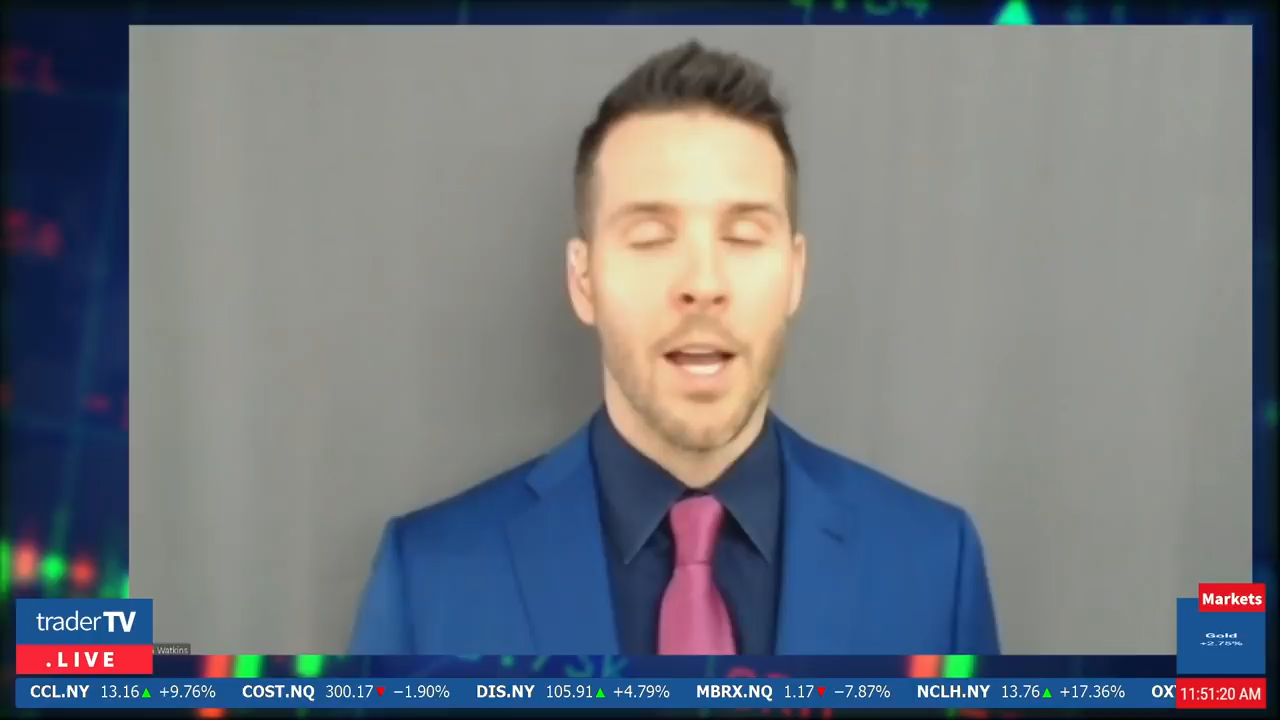 traderTV
.LIVE
Watkins
Markets
Gold
+2.75%
CCL.NY 13.16▲ +9.76% COST.NQ 300.17▼ −1.90% DIS.NY 105.91▲ +4.79% MBRX.NQ 1.17▼ −7.87% NCLH.NY 13.76▲ +17.36% OX
11:51:20 AM